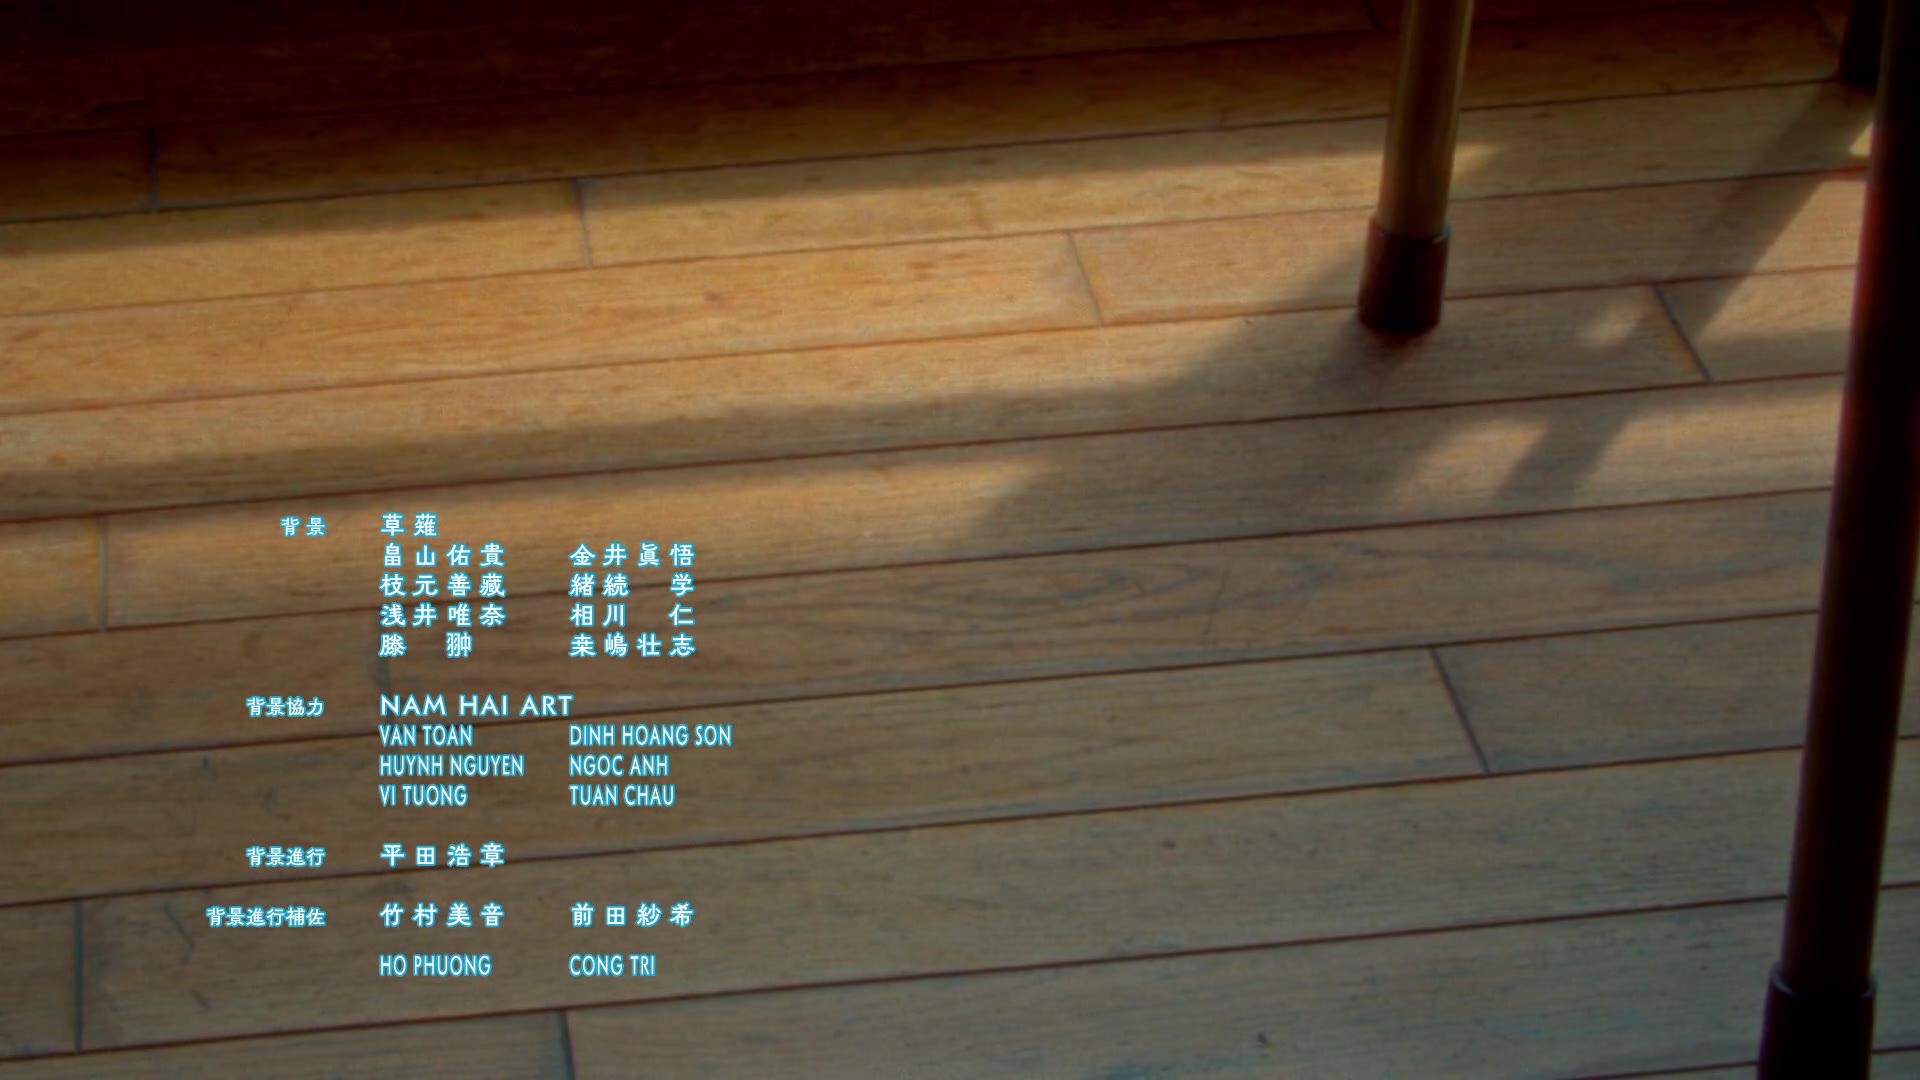 背景 草薙
畠山佑貴 金井眞悟
枝元善藏 緒続 学
浅井唯奈 相川 仁
滕 翀 桒嶋壮志
背景協力 NAM HAI ART
VAN TOAN DINH HOANG SON
HUYNH NGUYEN NGOC ANH
VI TUONG TUAN CHAU
背景進行 平田浩章
背景進行補佐 竹村美音 前田紗希
HO PHUONG CONG TRI